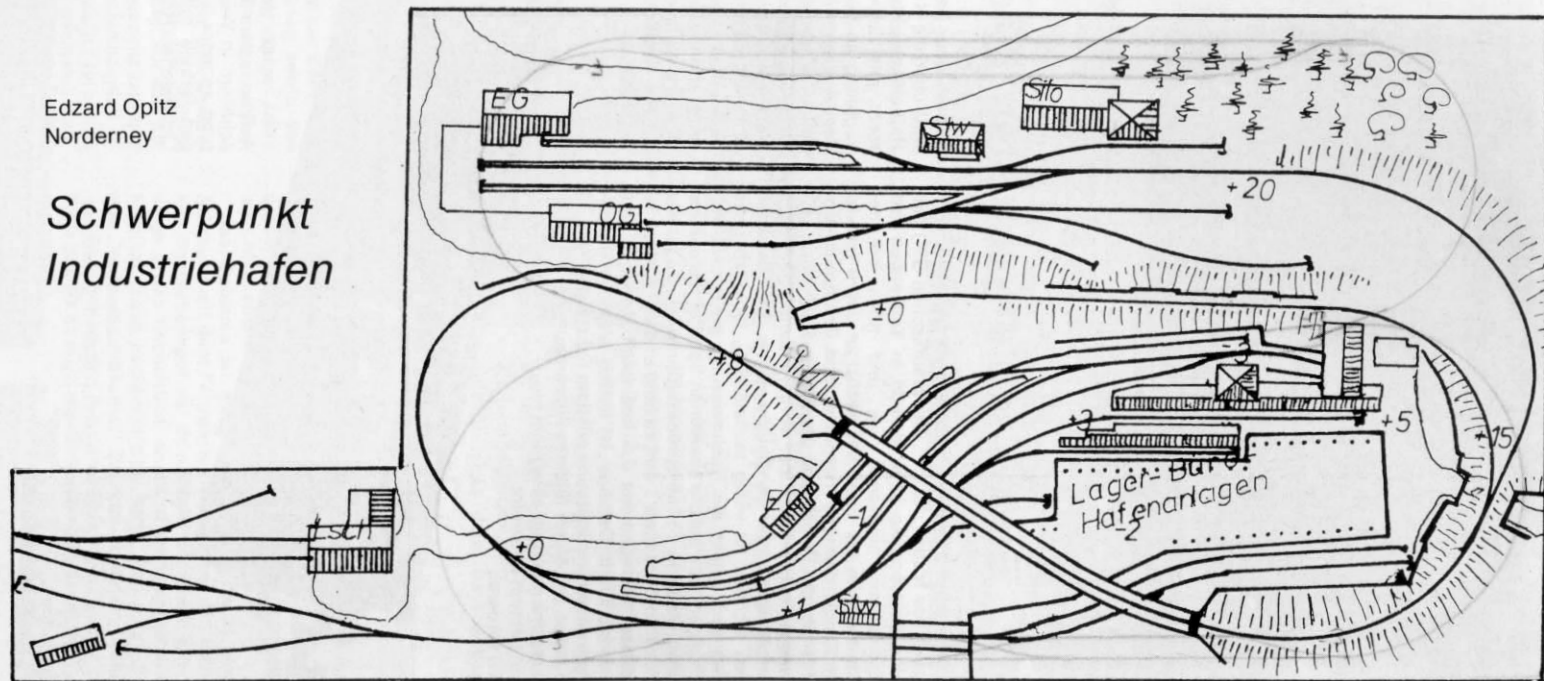 Edzard Opitz
Norderney
Schwerpunkt
Industriehafen
EG
Silo
Stw
+20
OG
±0
+8
-3
+3
+5
+15
Lager-Büro-
Hafenanlagen
-2
EG
-1
Lsch
±0
+1
Stw